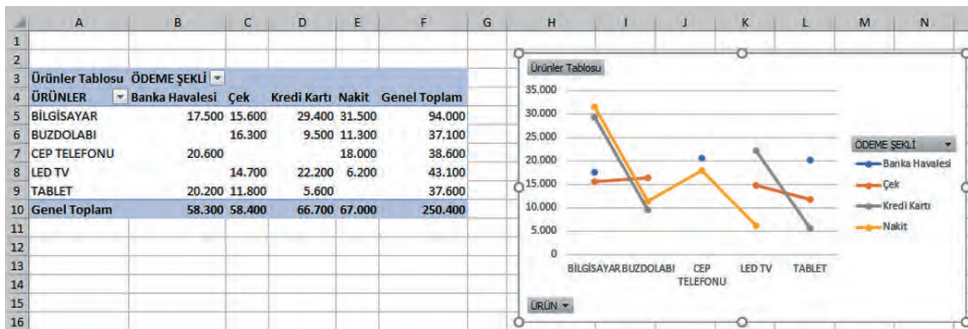 A B C D E F G H I J K L M N
1
2
3 Ürünler Tablosu ÖDEME ŞEKLİ
4 ÜRÜNLER Banka Havalesi Çek Kredi Kartı Nakit Genel Toplam
5 BİLGİSAYAR 17.500 15.600 29.400 31.500 94.000
6 BUZDOLABI 16.300 9.500 11.300 37.100
7 CEP TELEFONU 20.600 18.000 38.600
8 LED TV 14.700 22.200 6.200 43.100
9 TABLET 20.200 11.800 5.600 37.600
10 Genel Toplam 58.300 58.400 66.700 67.000 250.400
11
12
13
14
15
16
Ürünler Tablosu
35.000
30.000
25.000
20.000
15.000
10.000
5.000
0
BİLGİSAYAR BUZDOLABI CEP TELEFONU LED TV TABLET
ÖDEME ŞEKLİ
Banka Havalesi
Çek
Kredi Kartı
Nakit
ÜRÜN